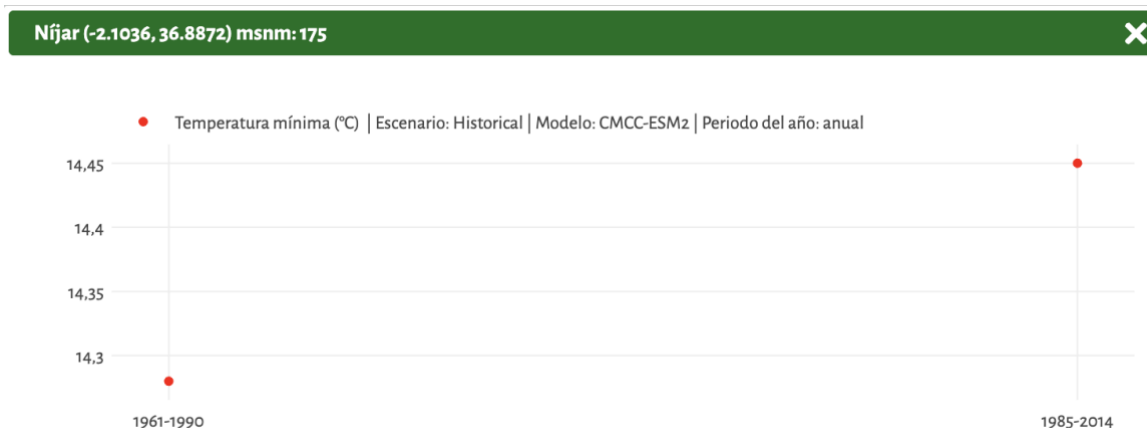 Níjar (-2.1036, 36.8872) msnm: 175
Temperatura mínima (°C) | Escenario: Historical | Modelo: CMCC-ESM2 | Periodo del año: anual
14,45
14,4
14,35
14,3
1961-1990 1985-2014